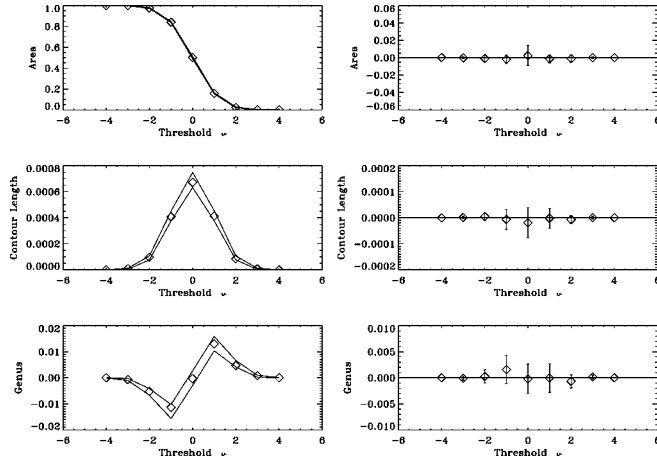 1.0
0.8
0.6
0.4
0.2
0.0
Area
-6 -4 -2 0 2 4 6
Threshold ν
0.06
0.04
0.02
0.00
-0.02
-0.04
-0.06
Area
-6 -4 -2 0 2 4 6
Threshold ν
0.0008
0.0006
0.0004
0.0002
0.0000
Contour Length
-6 -4 -2 0 2 4 6
Threshold ν
0.0002
0.0001
0.0000
-0.0001
-0.0002
Contour Length
-6 -4 -2 0 2 4 6
Threshold ν
0.02
0.01
0.00
-0.01
-0.02
Genus
-6 -4 -2 0 2 4 6
Threshold ν
0.010
0.005
0.000
-0.005
-0.010
Genus
-6 -4 -2 0 2 4 6
Threshold ν